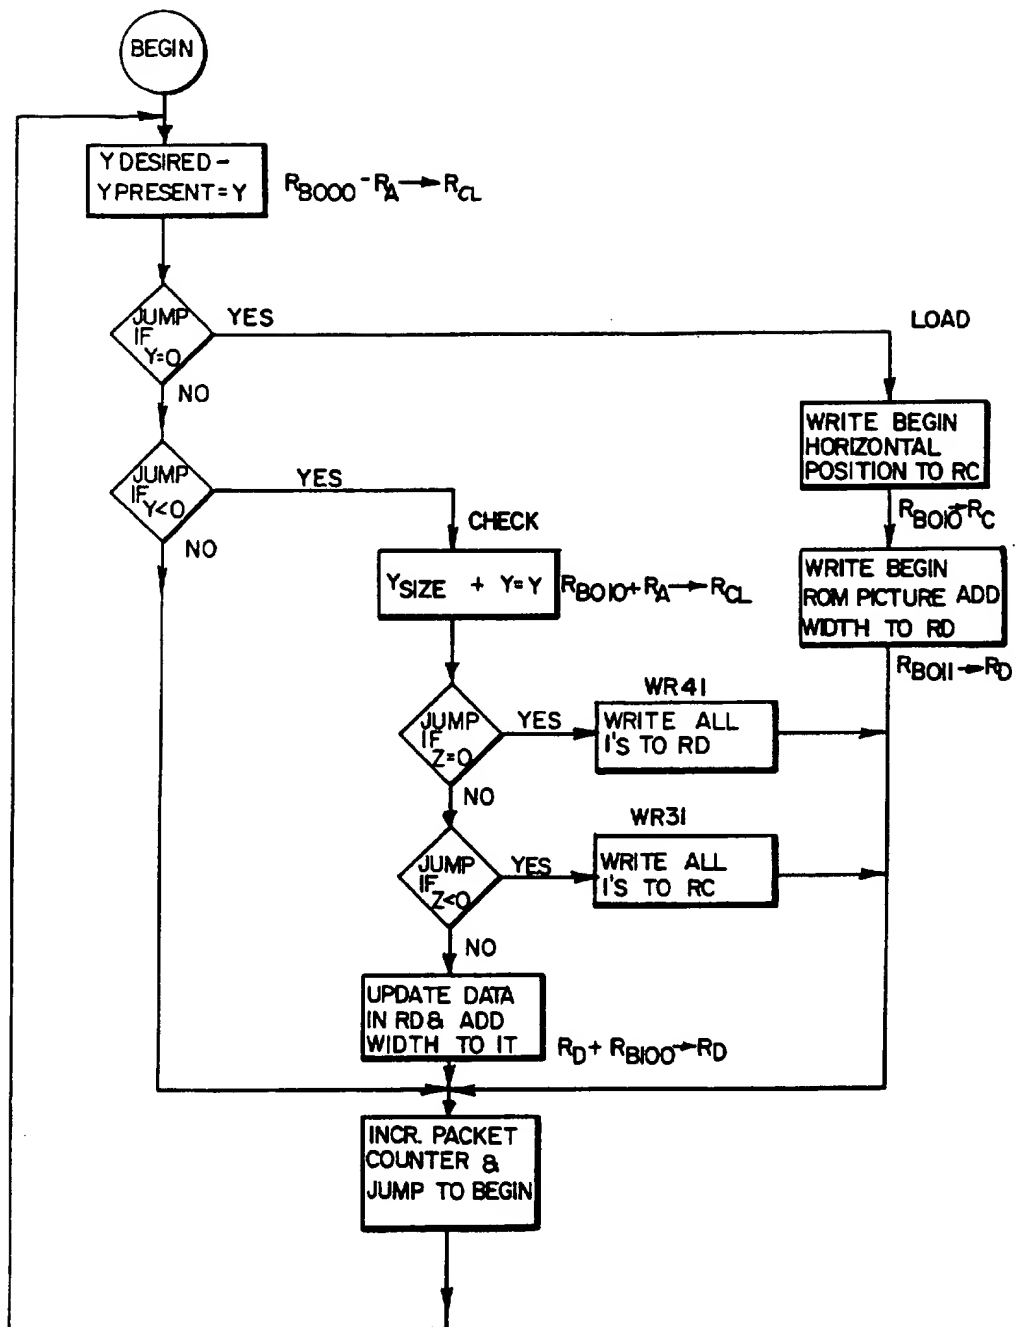 BEGIN
Y DESIRED -
Y PRESENT = Y
RB000 - RA → RCL
JUMP
IF
Y=0
YES
NO
LOAD
WRITE BEGIN
HORIZONTAL
POSITION TO RC
RB010 → RC
JUMP
IF
Y<0
YES
NO
CHECK
YSIZE + Y = Y
RB010 + RA → RCL
WRITE BEGIN
ROM PICTURE ADD
WIDTH TO RD
RB011 → RD
JUMP
IF
Z=0
YES
NO
WR41
WRITE ALL
1'S TO RD
JUMP
IF
Z<0
YES
NO
WR31
WRITE ALL
1'S TO RC
UPDATE DATA
IN RD & ADD
WIDTH TO IT
RD + RB100 → RD
INCR. PACKET
COUNTER &
JUMP TO BEGIN